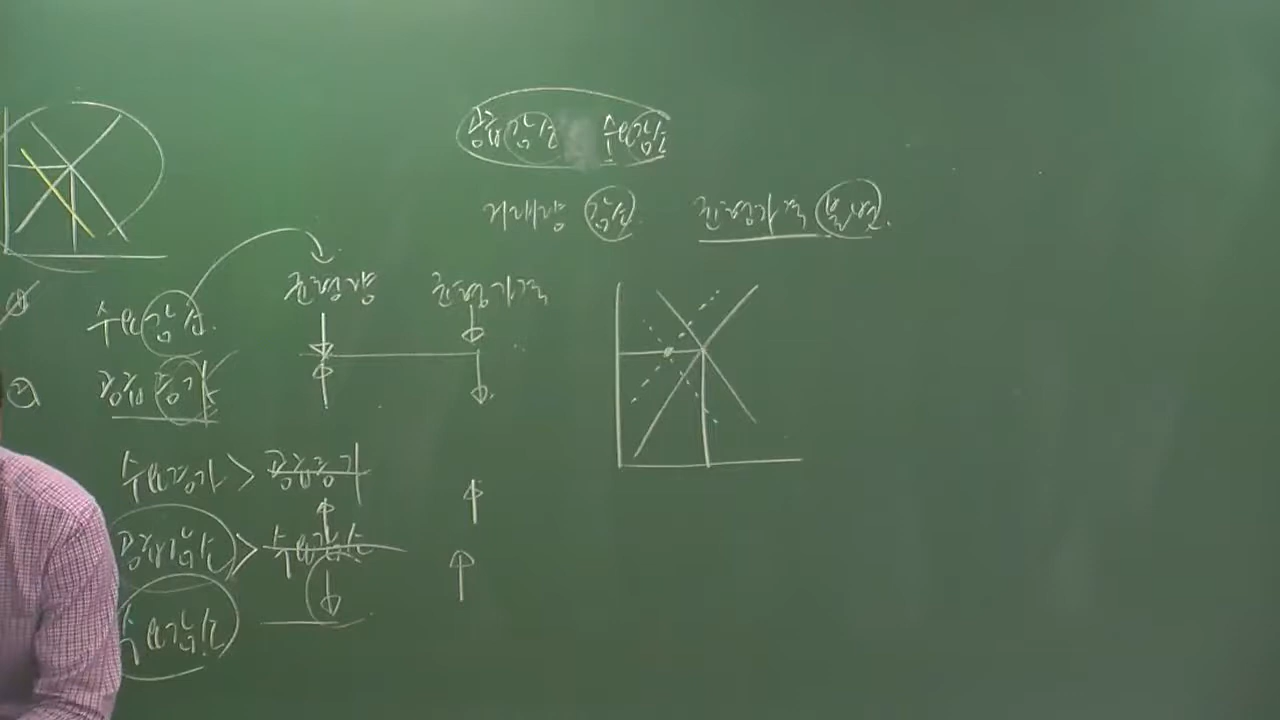 공급감소 수요감소
거래량 감소. 균형가격 불변.
균형량 균형가격
① 수요감소.
② 공급증가
수요증가 > 공급증가
공급감소 > 수요감소
수요감소